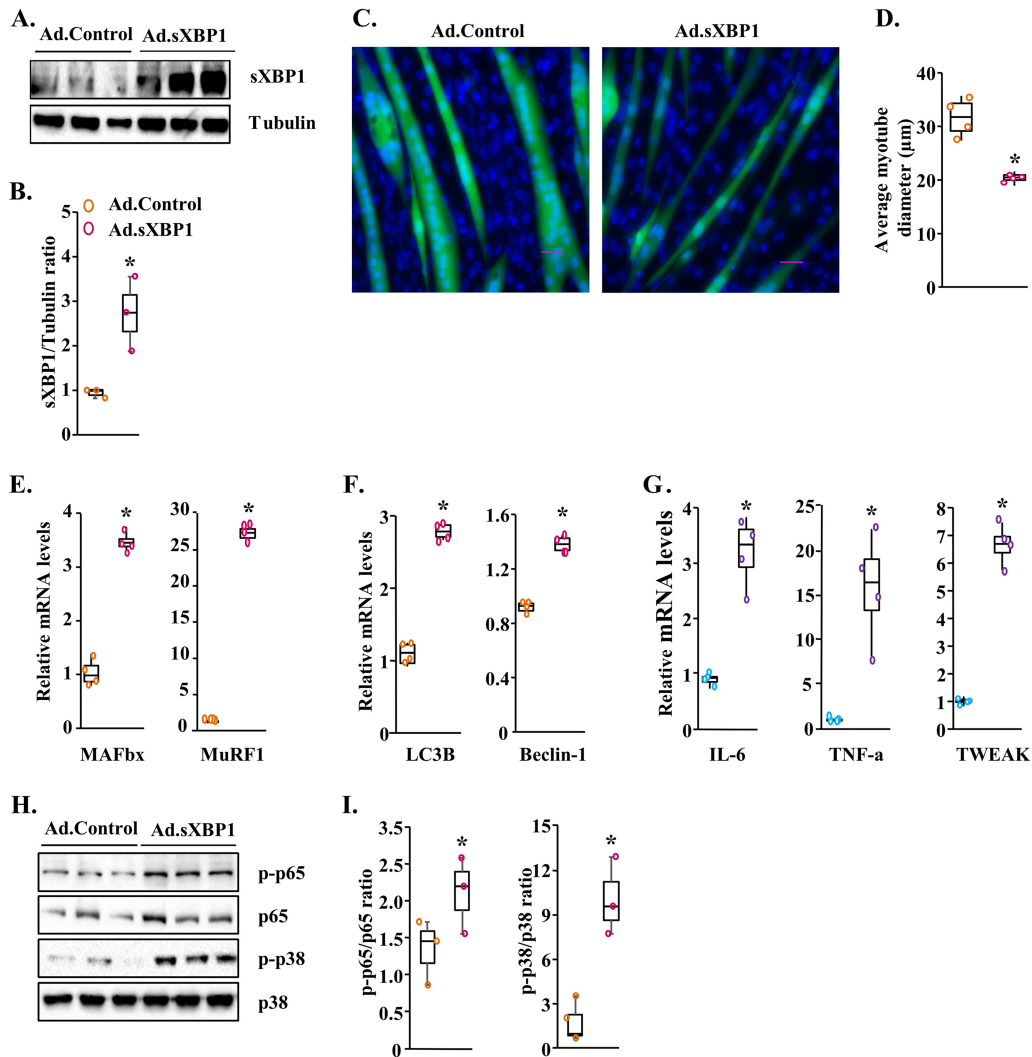 A.
Ad.Control Ad.sXBP1
sXBP1
Tubulin
B.
sXBP1/Tubulin ratio
5
4
3
2
1
0
Ad.Control
Ad.sXBP1
*
C.
Ad.Control Ad.sXBP1
D.
Average myotube
diameter (μm)
40
30
20
10
0
*
E.
Relative mRNA levels
4
3
2
1
0
*
MAFbx
30
25
20
15
10
5
0
*
MuRF1
F.
Relative mRNA levels
3
2
1
0
*
LC3B
1.6
1.2
0.8
0.4
0
*
Beclin-1
G.
Relative mRNA levels
4
3
2
1
0
*
IL-6
25
20
15
10
5
0
*
TNF-a
8
7
6
5
4
3
2
1
0
*
TWEAK
H.
Ad.Control Ad.sXBP1
p-p65
p65
p-p38
p38
I.
p-p65/p65 ratio
3.5
3.0
2.5
2.0
1.5
1.0
0.5
0
*
p-p38/p38 ratio
15
12
9
6
3
0
*